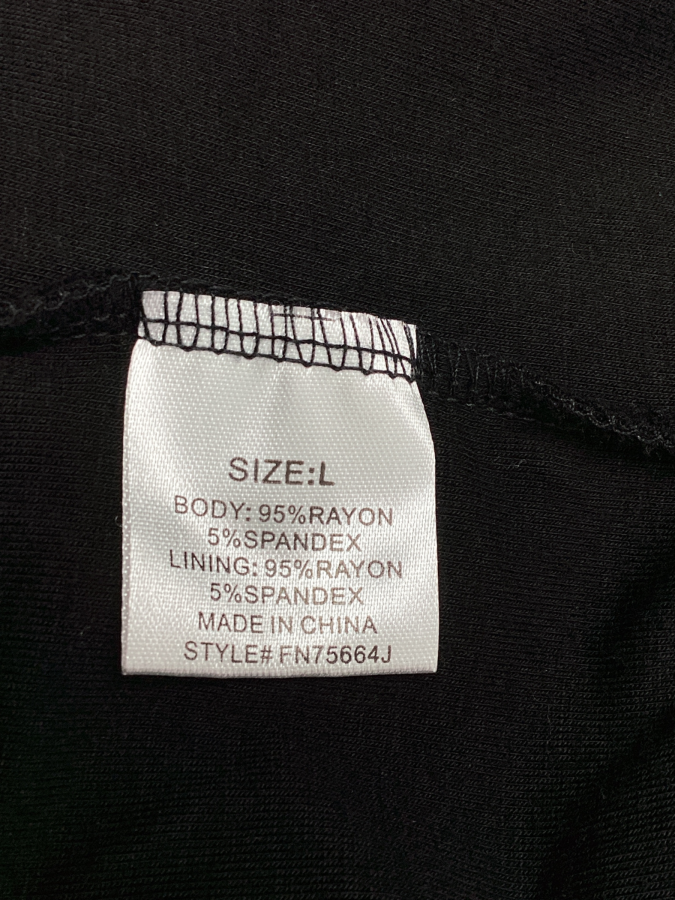 SIZE:L
BODY: 95%RAYON
5%SPANDEX
LINING: 95%RAYON
5%SPANDEX
MADE IN CHINA
STYLE# FN75664J